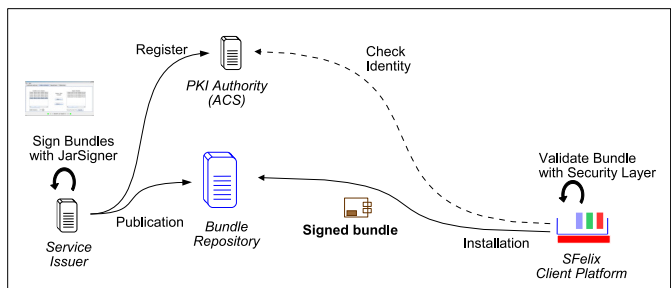 Register
PKI Authority
(ACS)
Check
Identity
Sign Bundles
with JarSigner
Service
Issuer
Publication
Bundle
Repository
Signed bundle
Installation
Validate Bundle
with Security Layer
SFelix
Client Platform